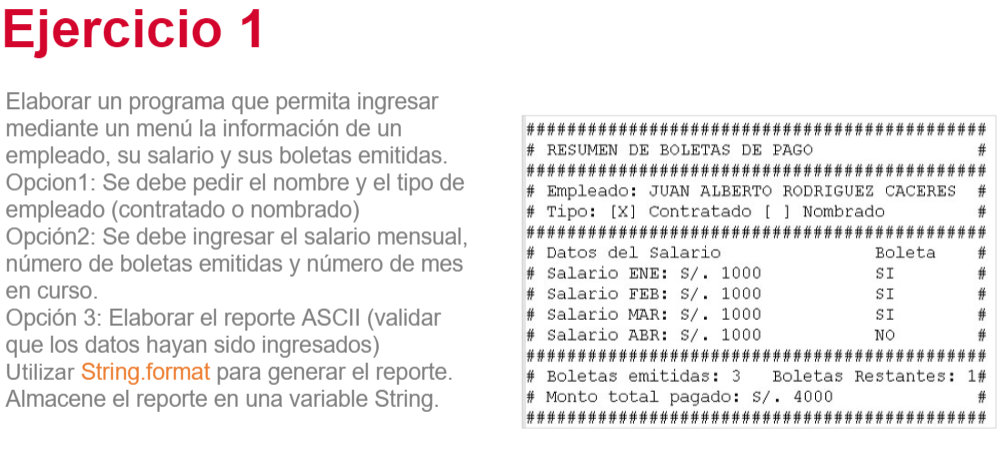 Ejercicio 1
Elaborar un programa que permita ingresar
mediante un menú la información de un
empleado, su salario y sus boletas emitidas.
Opcion1: Se debe pedir el nombre y el tipo de
empleado (contratado o nombrado)
Opción2: Se debe ingresar el salario mensual,
número de boletas emitidas y número de mes
en curso.
Opción 3: Elaborar el reporte ASCII (validar
que los datos hayan sido ingresados)
Utilizar String.format para generar el reporte.
Almacene el reporte en una variable String.
#############################################
# RESUMEN DE BOLETAS DE PAGO                #
#############################################
# Empleado: JUAN ALBERTO RODRIGUEZ CACERES  #
# Tipo: [X] Contratado [ ] Nombrado         #
#############################################
# Datos del Salario               Boleta    #
# Salario ENE: S/. 1000           SI        #
# Salario FEB: S/. 1000           SI        #
# Salario MAR: S/. 1000           SI        #
# Salario ABR: S/. 1000           NO        #
#############################################
# Boletas emitidas: 3   Boletas Restantes: 1#
# Monto total pagado: S/. 4000              #
#############################################